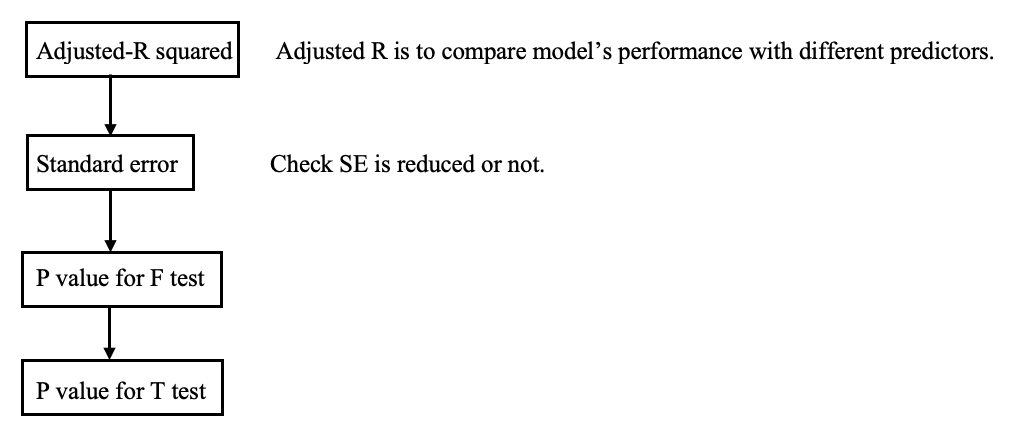 Adjusted-R squared
Adjusted R is to compare model’s performance with different predictors.
Standard error
Check SE is reduced or not.
P value for F test
P value for T test